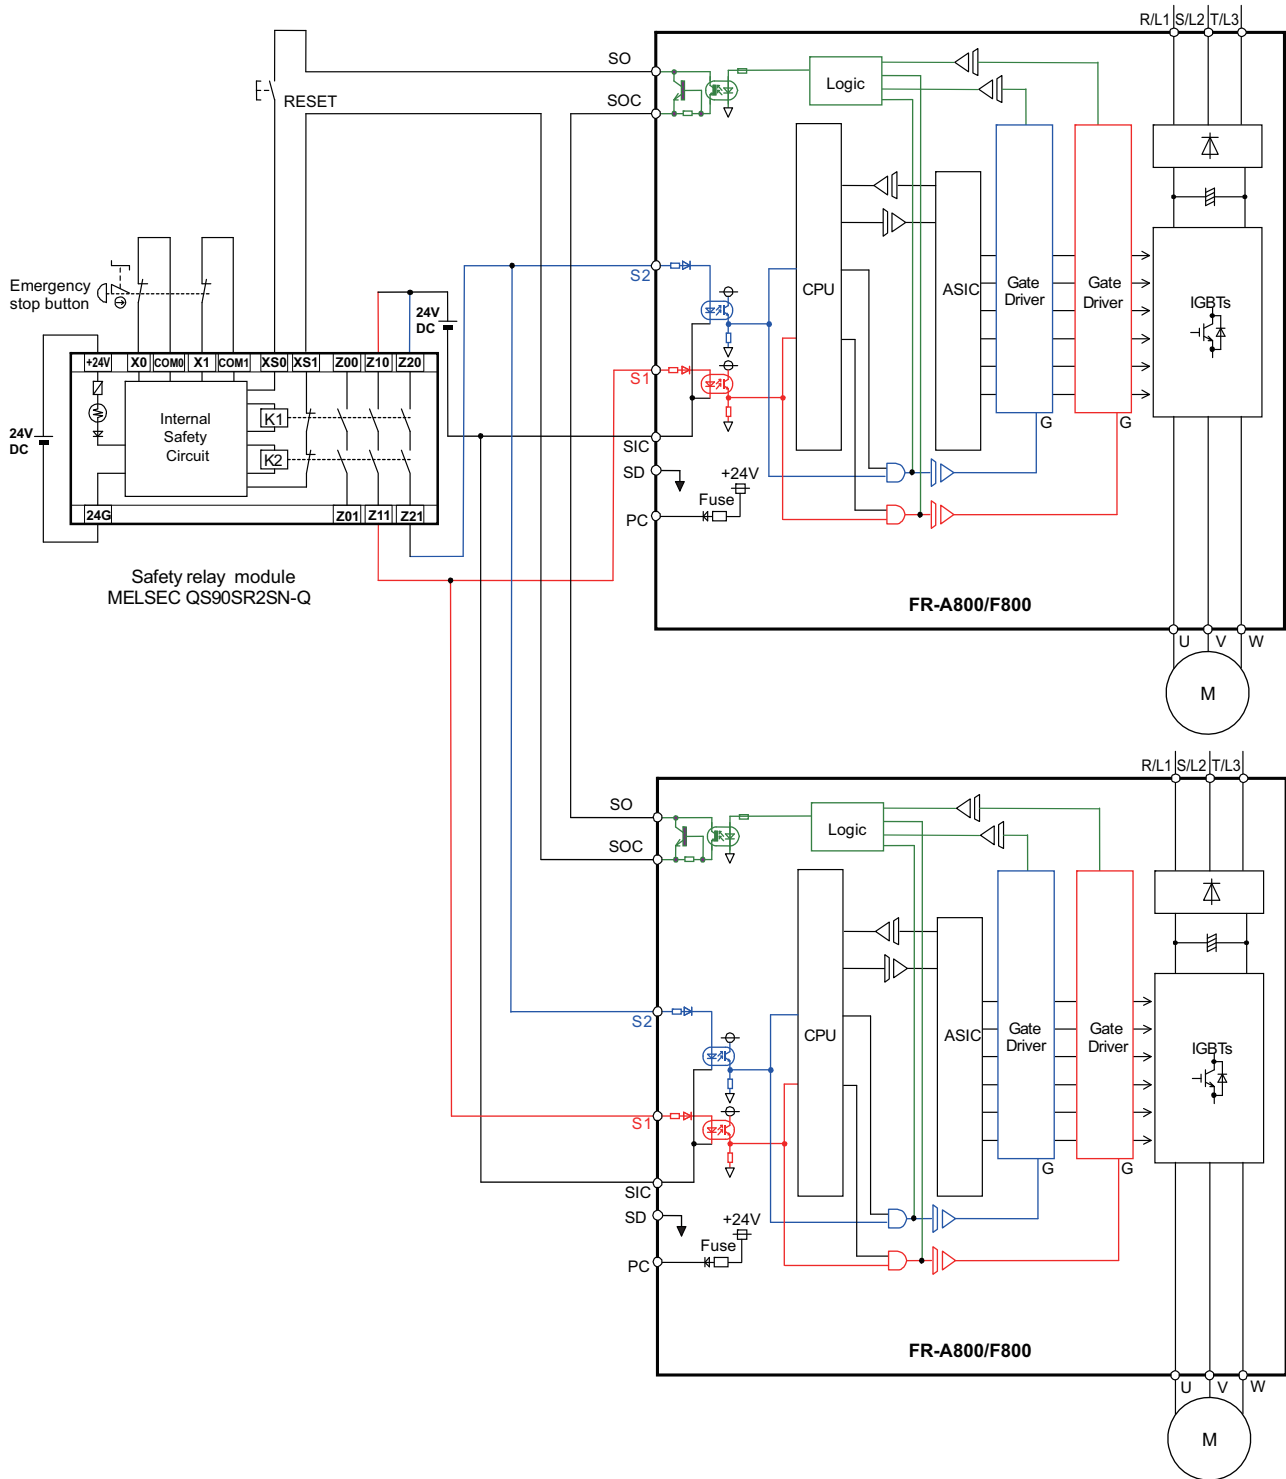 R/L1 S/L2 T/L3
SO
SOC
RESET
Logic
CPU
ASIC
Gate
Driver
Gate
Driver
IGBTs
G
G
S2
S1
SIC
SD
PC
+24V
Fuse
FR-A800/F800
U V W
M
Emergency
stop button
24V
DC
+24V X0 COM0 X1 COM1 XS0 XS1 Z00 Z10 Z20
24V
DC
Internal
Safety
Circuit
K1
K2
24G Z01 Z11 Z21
Safety relay module
MELSEC QS90SR2SN-Q
R/L1 S/L2 T/L3
SO
SOC
Logic
CPU
ASIC
Gate
Driver
Gate
Driver
IGBTs
G
G
S2
S1
SIC
SD
PC
+24V
Fuse
FR-A800/F800
U V W
M